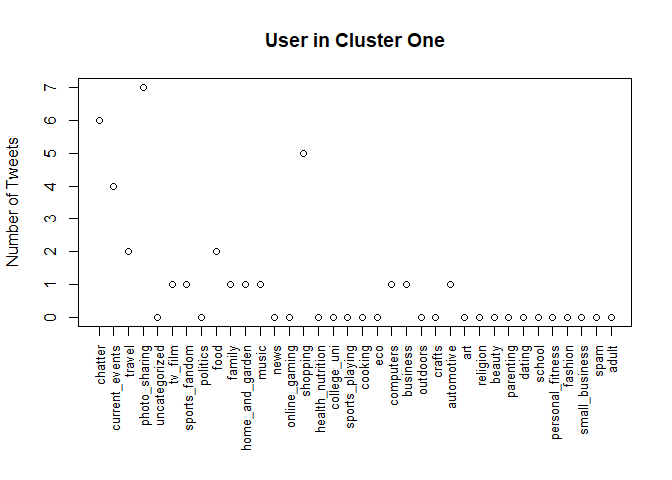 User in Cluster One
Number of Tweets
7
6
5
4
3
2
1
0
chatter
current_events
travel
photo_sharing
uncategorized
tv_film
sports_fandom
politics
food
family
home_and_garden
music
news
online_gaming
shopping
health_nutrition
college_uni
sports_playing
cooking
eco
computers
business
outdoors
crafts
automotive
art
religion
beauty
parenting
dating
school
personal_fitness
fashion
small_business
spam
adult